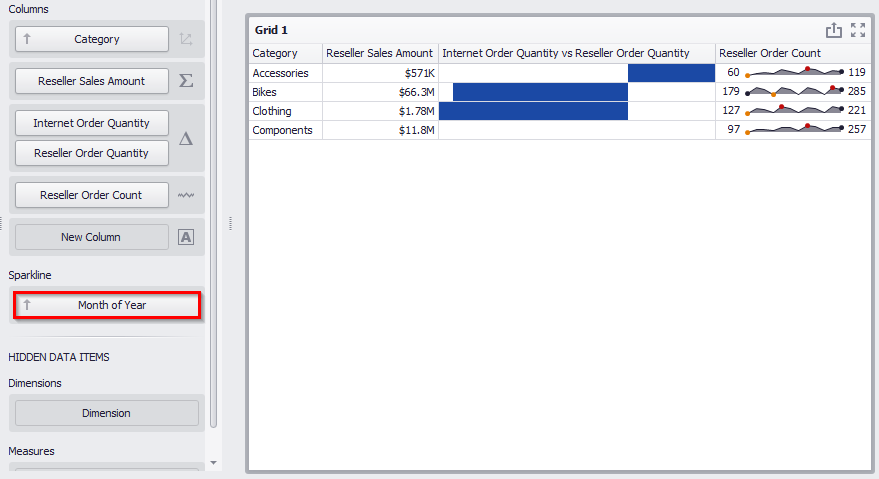 Columns
Category
Reseller Sales Amount
Internet Order Quantity
Reseller Order Quantity
Reseller Order Count
New Column
A
Sparkline
Month of Year
HIDDEN DATA ITEMS
Dimensions
Dimension
Measures
Grid 1
Category Reseller Sales Amount Internet Order Quantity vs Reseller Order Quantity Reseller Order Count
Accessories $571K 60 119
Bikes $66.3M 179 285
Clothing $1.78M 127 221
Components $11.8M 97 257